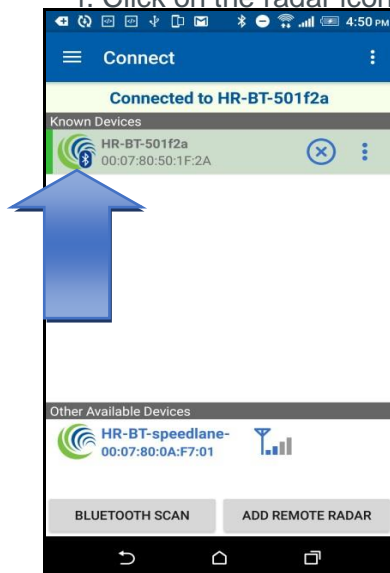 1. Click on the radar icon
4:50 PM
Connect
Connected to HR-BT-501f2a
Known Devices
HR-BT-501f2a
00:07:80:50:1F:2A
Other Available Devices
HR-BT-speedlane-
00:07:80:0A:F7:01
BLUETOOTH SCAN
ADD REMOTE RADAR